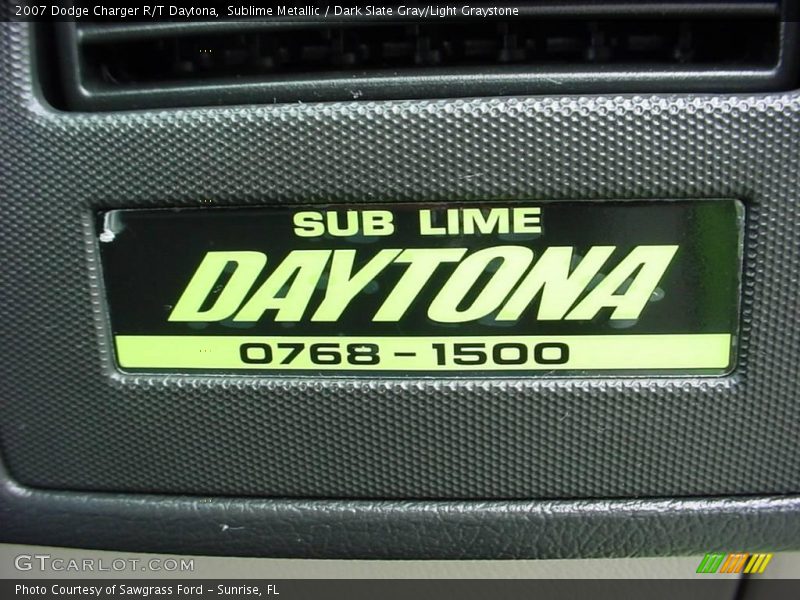 2007 Dodge Charger R/T Daytona, Sublime Metallic / Dark Slate Gray/Light Graystone
SUB LIME
DAYTONA
0768-1500
GTCARLOT.COM
Photo Courtesy of Sawgrass Ford - Sunrise, FL